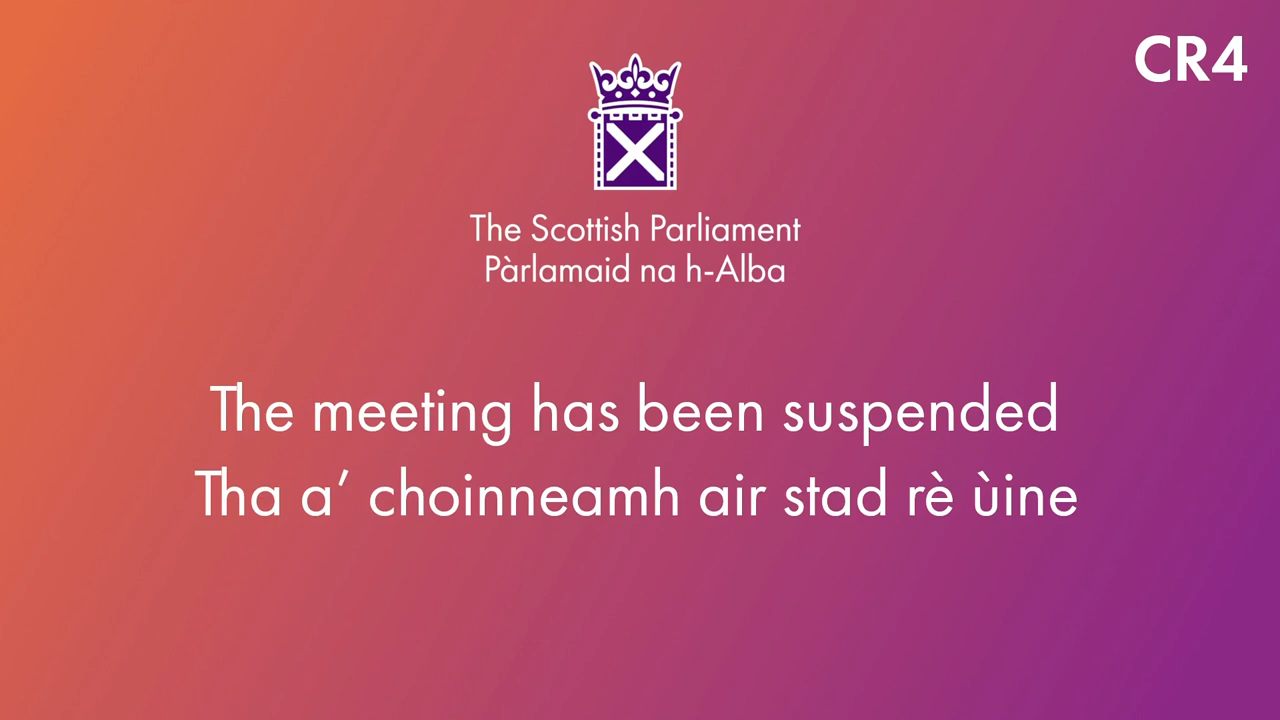 CR4
The Scottish Parliament
Pàrlamaid na h-Alba
The meeting has been suspended
Tha a’ choinneamh air stad rè ùine